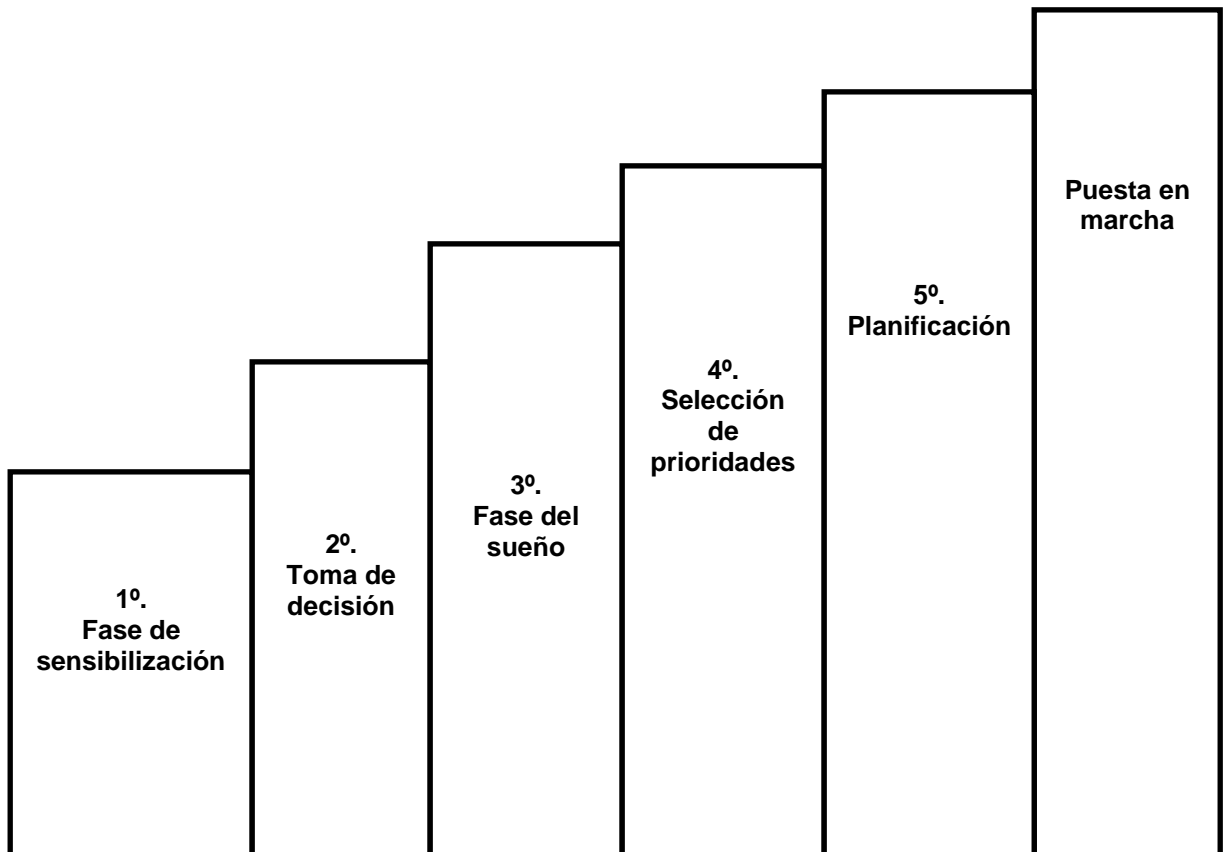 1º.
Fase de
sensibilización
2º.
Toma de
decisión
3º.
Fase del
sueño
4º.
Selección
de
prioridades
5º.
Planificación
Puesta en
marcha